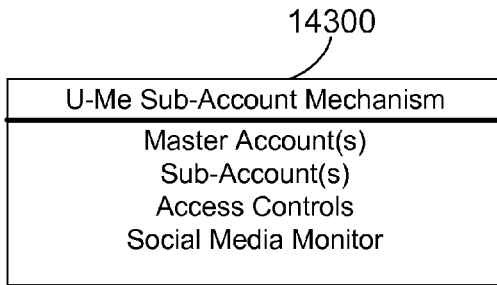 14300
U-Me Sub-Account Mechanism
Master Account(s)
Sub-Account(s)
Access Controls
Social Media Monitor